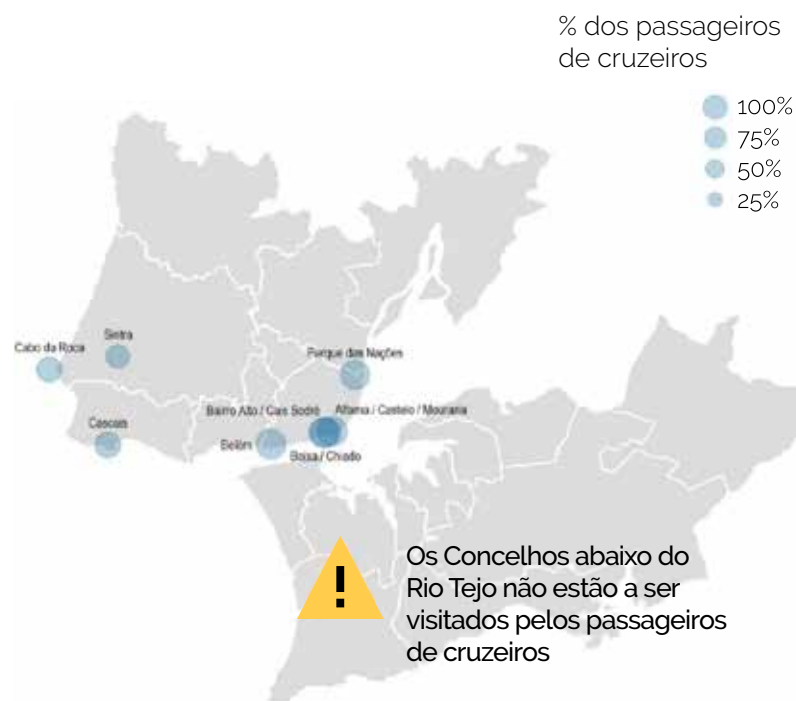 % dos passageiros
de cruzeiros
100%
75%
50%
25%
Cabo da Roca
Sintra
Parque das Nações
Cascais
Bairro Alto / Cais Sodré
Alfama / Castelo / Mouraria
Belém
Baixa / Chiado
!
Os Concelhos abaixo do
Rio Tejo não estão a ser
visitados pelos passageiros
de cruzeiros